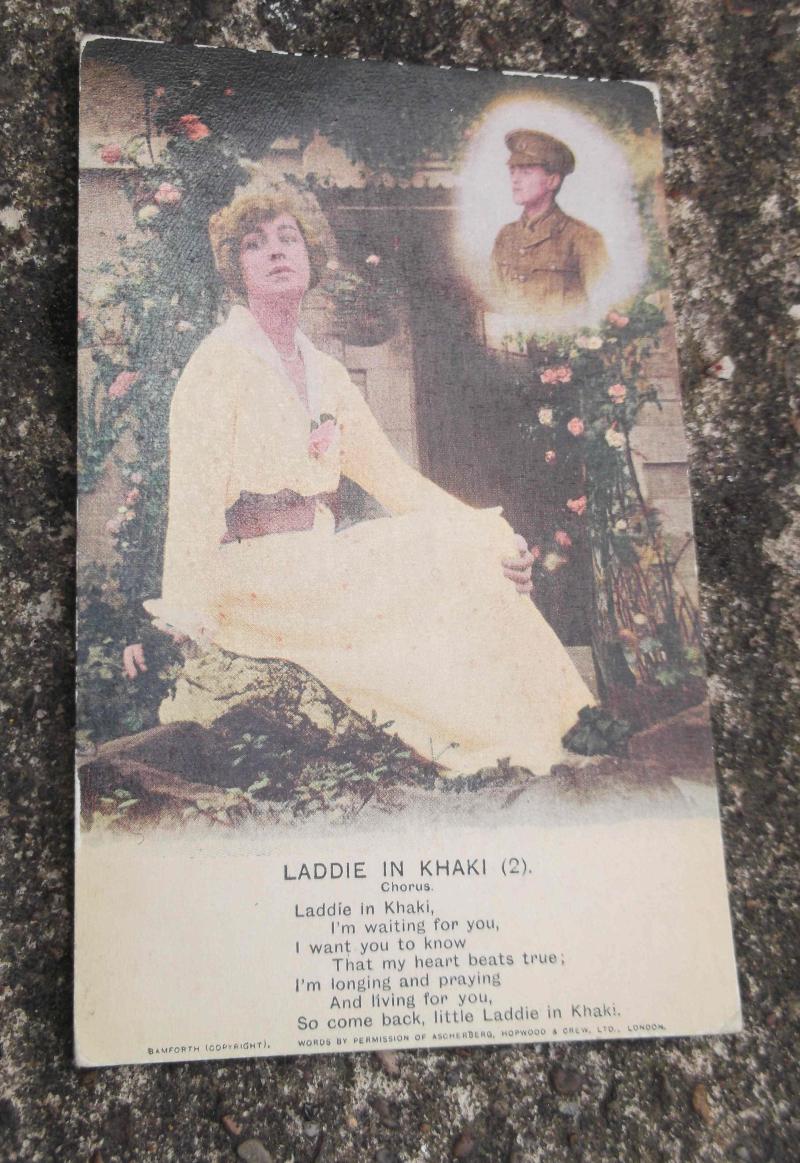 LADDIE IN KHAKI (2).
Chorus.
Laddie in Khaki,
I'm waiting for you,
I want you to know
That my heart beats true;
I'm longing and praying
And living for you,
So come back, little Laddie in Khaki.
BAMFORTH (COPYRIGHT).
WORDS BY PERMISSION OF ASCHERBERG, HOPWOOD & CREW, LTD., LONDON.